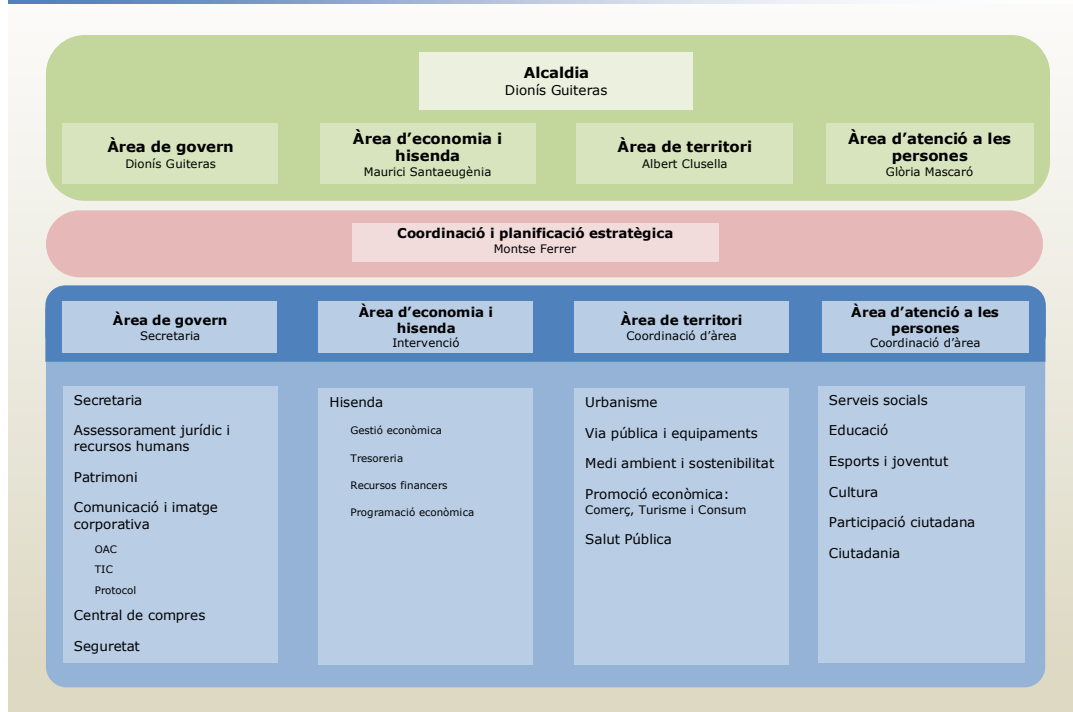 Alcaldia
Dionís Guiteras
Àrea de govern
Dionís Guiteras
Àrea d’economia i
hisenda
Maurici Santaeugènia
Àrea de territori
Albert Clusella
Àrea d’atenció a les
persones
Glòria Mascaró
Coordinació i planificació estratègica
Montse Ferrer
Àrea de govern
Secretaria
Àrea d’economia i
hisenda
Intervenció
Àrea de territori
Coordinació d’àrea
Àrea d’atenció a les
persones
Coordinació d’àrea
Secretaria
Assessorament jurídic i
recursos humans
Patrimoni
Comunicació i imatge
corporativa
OAC
TIC
Protocol
Central de compres
Seguretat
Hisenda
Gestió econòmica
Tresoreria
Recursos financers
Programació econòmica
Urbanisme
Via pública i equipaments
Medi ambient i sostenibilitat
Promoció econòmica:
Comerç, Turisme i Consum
Salut Pública
Serveis socials
Educació
Esports i joventut
Cultura
Participació ciutadana
Ciutadania